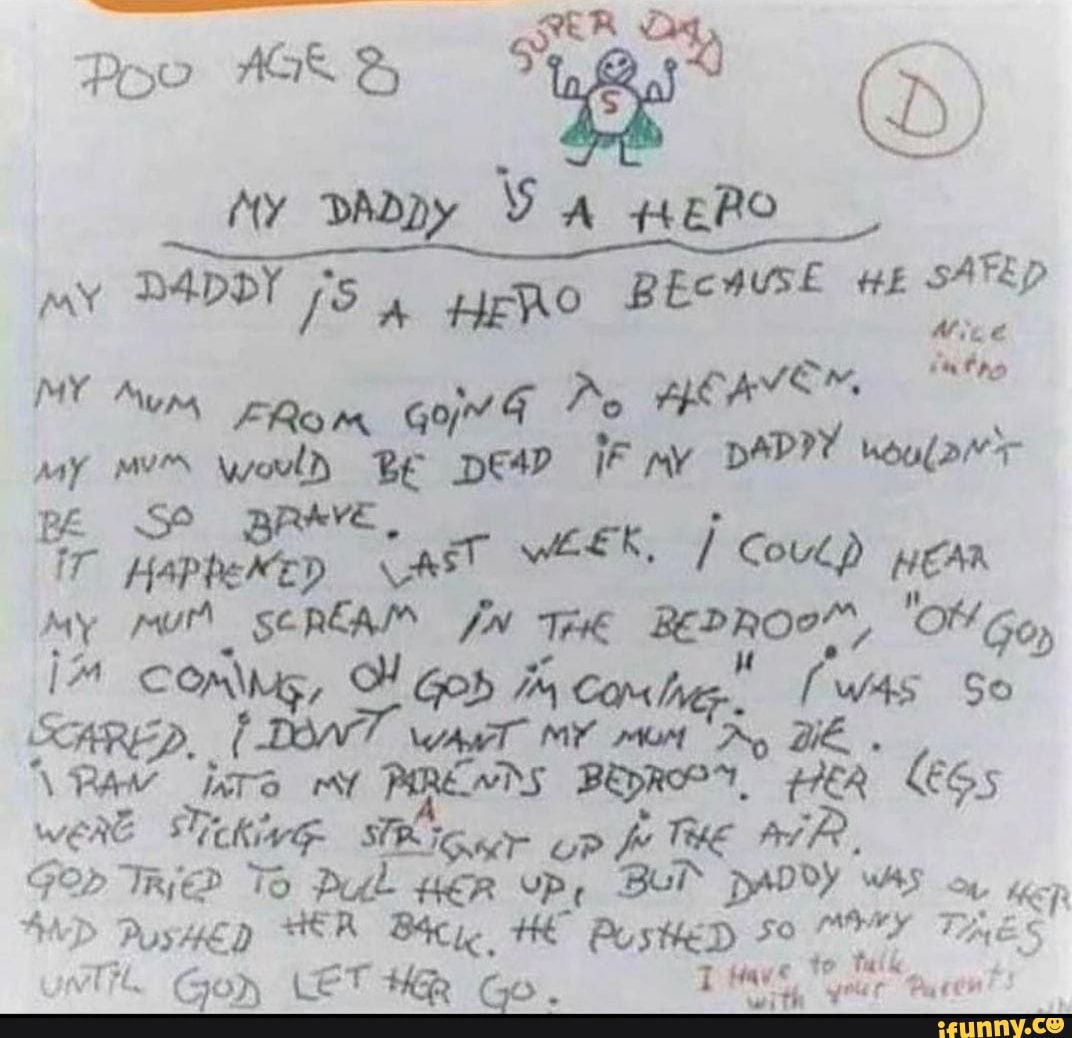 POO AGE 8
SUPER DAD
S
D
MY DADDY iS A HERO
MY DADDY iS A HERO BECAUSE HE SAFED
Nice
intro
MY MUM FROM GOiNG TO HEAVEN.
MY MUM WOULD BE DEAD iF MY DADDY WOULDN'T
BE SO BRAVE.
iT HAPPENED LAST WEEK. i COULD HEAR
MY MUM SCREAM iN THE BEDROOM, "OH GOD
i'M COMiNG, OH GOD i'M COMiNG." i WAS SO
SCARED. i DON'T WANT MY MUM TO DiE.
i RAN iNTO MY PARENTS BEDROOM. HER LEGS
A
WERE STiCKiNG STRiGHT UP iN THE AiR.
GOD TRiED TO PULL HER UP, BUT DADDY WAS ON HER
AND PUSHED HER BACK. HE PUSHED SO MANY TiMES
UNTiL GOD LET HER GO.
I Have to talk
with your Parents
ifunny.co